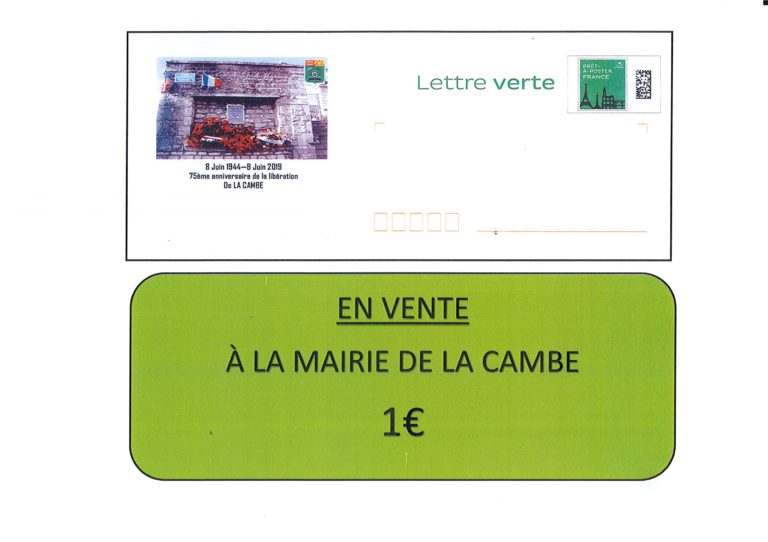 Lettre verte
PRÊT-
À-POSTER
FRANCE
8 Juin 1944—8 Juin 2019
75ème anniversaire de la libération
De LA CAMBE
EN VENTE
À LA MAIRIE DE LA CAMBE
1€